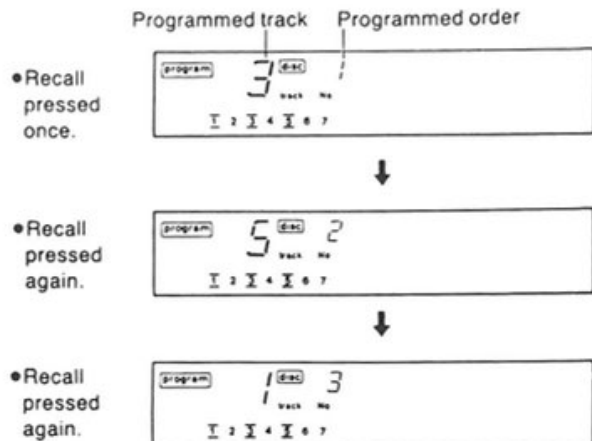 Programmed track Programmed order
●Recall pressed once.
program 3 disc 1
track No
1 2 3 4 5 6 7
●Recall pressed again.
program 5 disc 2
track No
1 2 3 4 5 6 7
●Recall pressed again.
program 1 disc 3
track No
1 2 3 4 5 6 7